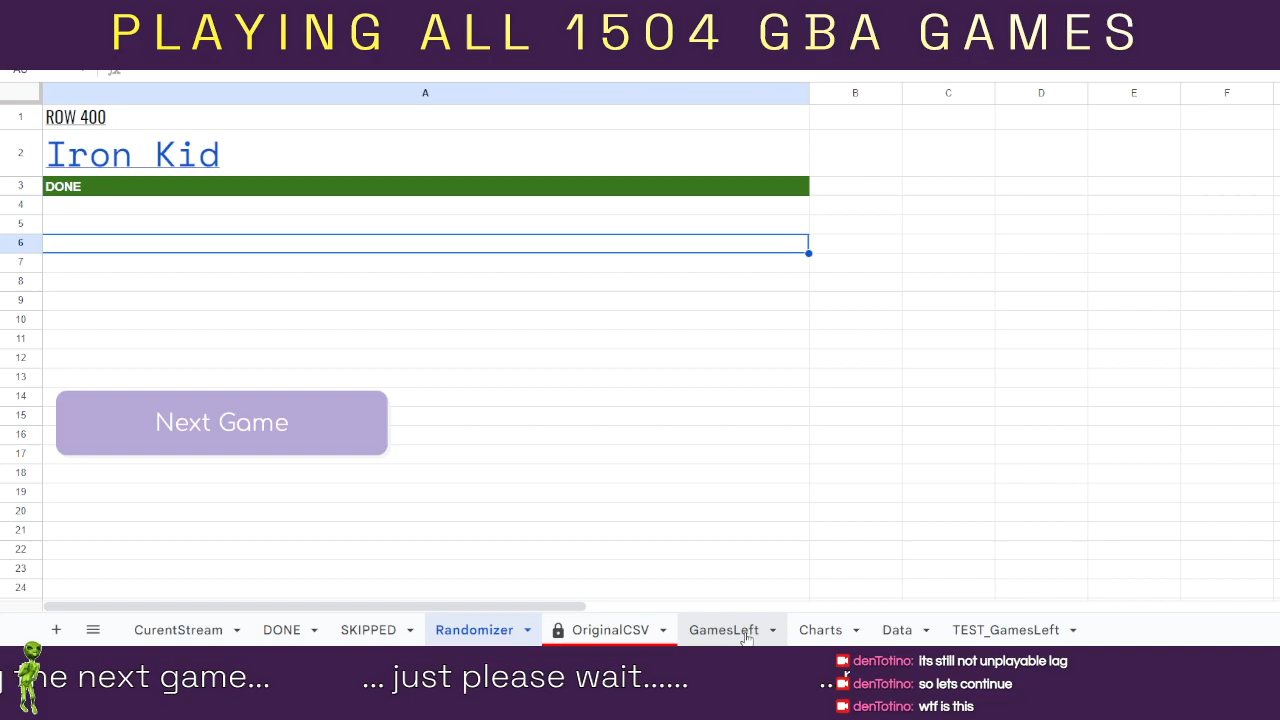 PLAYING ALL 1504 GBA GAMES
A B C D E F
1 ROW 400
2 Iron Kid
3 DONE
4
5
6
7
8
9
10
11
12
13
14
15 Next Game
16
17
18
19
20
21
22
23
24
+ CurentStream DONE SKIPPED Randomizer OriginalCSV GamesLeft Charts Data TEST_GamesLeft
he next game... ... just please wait...... ..
denTotino: its still not unplayable lag
denTotino: so lets continue
denTotino: wtf is this